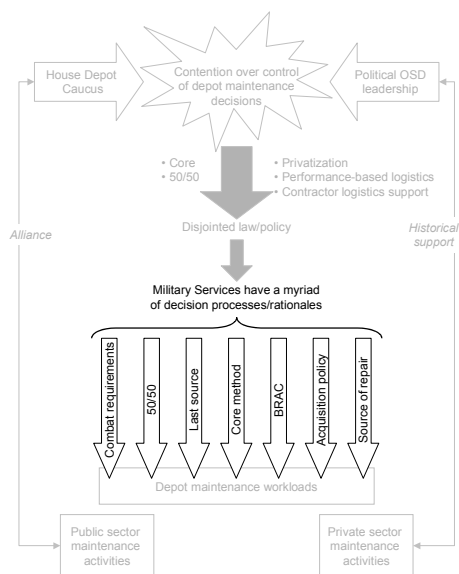 House Depot
Caucus
Contention over control
of depot maintenance
decisions
Political OSD
leadership
• Core
• 50/50
• Privatization
• Performance-based logistics
• Contractor logistics support
Alliance
Disjointed law/policy
Historical
support
Military Services have a myriad
of decision processes/rationales
Combat requirements
50/50
Last source
Core method
BRAC
Acquisition policy
Source of repair
Depot maintenance workloads
Public sector
maintenance
activities
Private sector
maintenance
activities